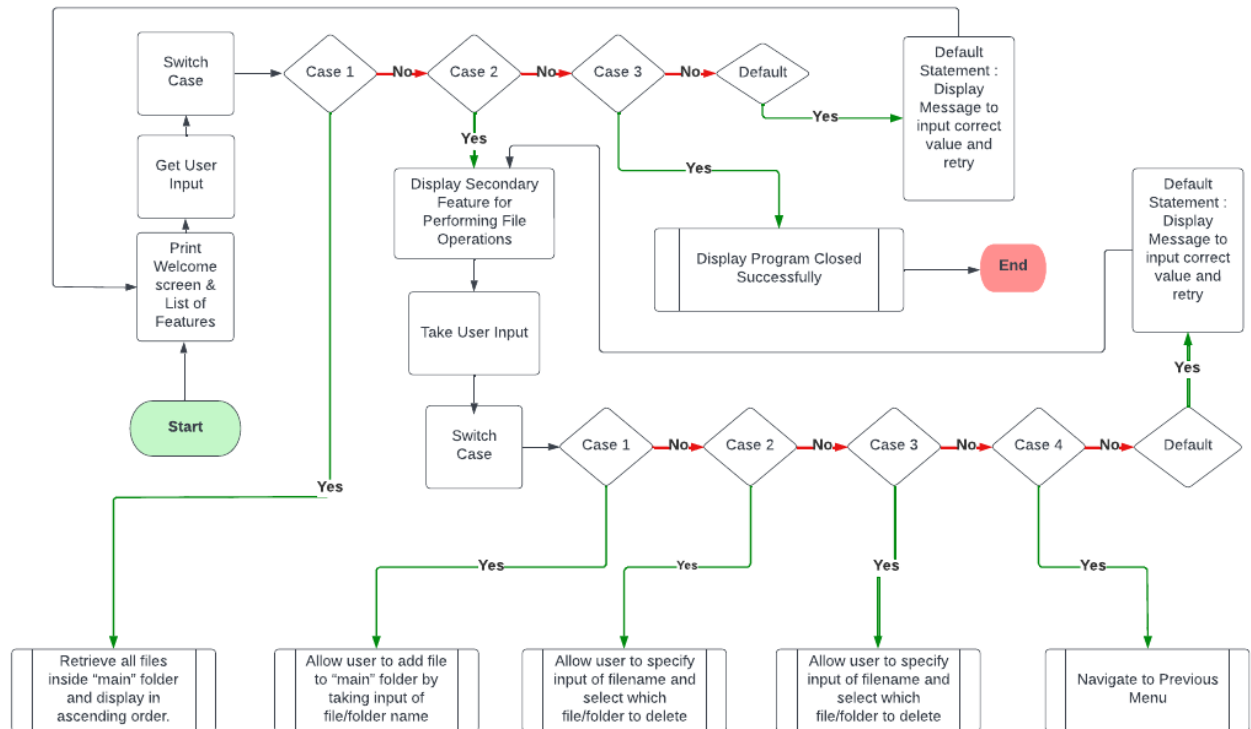 Switch
Case
Case 1
No
Case 2
No
Case 3
No
Default
Yes
Default
Statement :
Display
Message to
input correct
value and
retry
Get User
Input
Yes
Display Secondary
Feature for
Performing File
Operations
Yes
Default
Statement :
Display
Message to
input correct
value and
retry
Print
Welcome
screen &
List of
Features
Display Program Closed
Successfully
End
Take User Input
Yes
Start
Switch
Case
Case 1
No
Case 2
No
Case 3
No
Case 4
No
Default
Yes
Yes
Yes
Yes
Yes
Retrieve all files
inside “main” folder
and display in
ascending order.
Allow user to add file
to “main” folder by
taking input of
file/folder name
Allow user to specify
input of filename and
select which
file/folder to delete
Allow user to specify
input of filename and
select which
file/folder to delete
Navigate to Previous
Menu